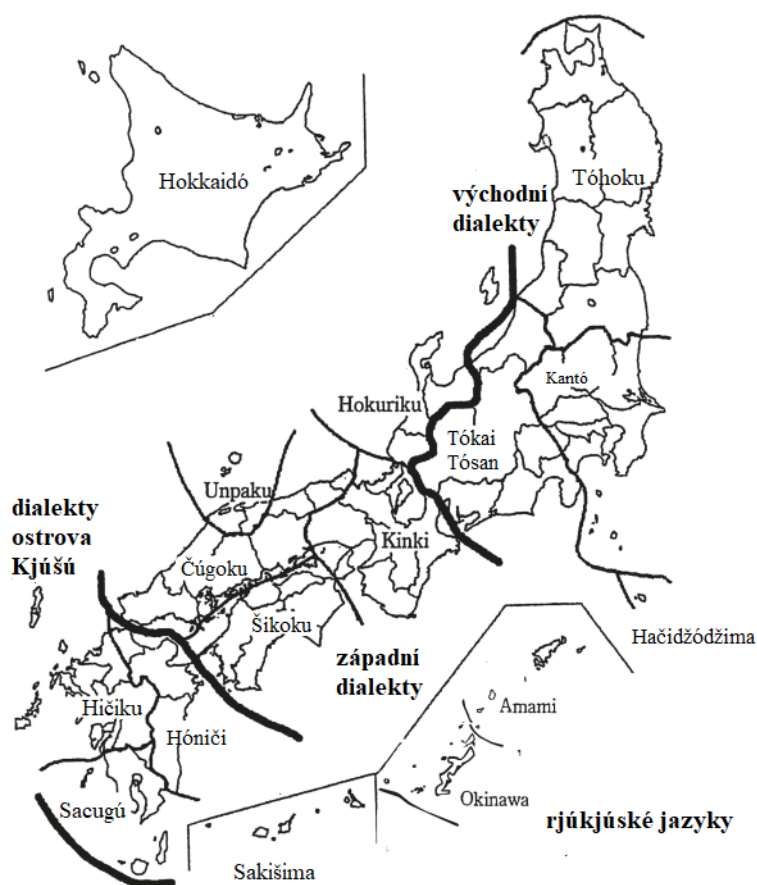 Hokkaidó
Tóhoku
východní
dialekty
Kantó
Hokuriku
Tókai
Tósan
Unpaku
dialekty
ostrova
Kjúšú
Kinki
Čúgoku
Šikoku
Hačidžódžima
západní
dialekty
Hičiku
Amami
Hóniči
Sacugú
Okinawa
rjúkjúské jazyky
Sakišima